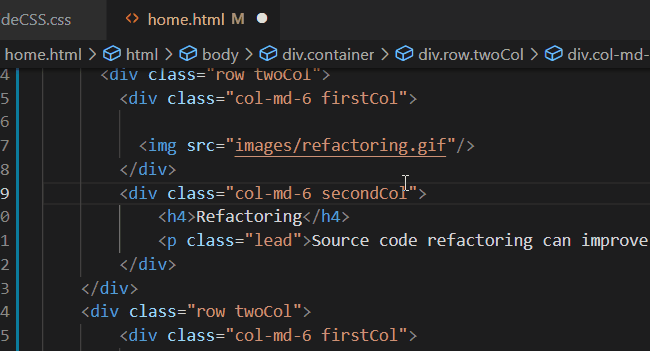 deCSS.css <> home.html M
home.html > html > body > div.container > div.row.twoCol > div.col-md-
4 <div class="row twoCol">
5 <div class="col-md-6 firstCol">
6
7 <img src="images/refactoring.gif"/>
8 </div>
9 <div class="col-md-6 secondCol">
0 <h4>Refactoring</h4>
1 <p class="lead">Source code refactoring can improve
2 </div>
3 </div>
4 <div class="row twoCol">
5 <div class="col-md-6 firstCol">